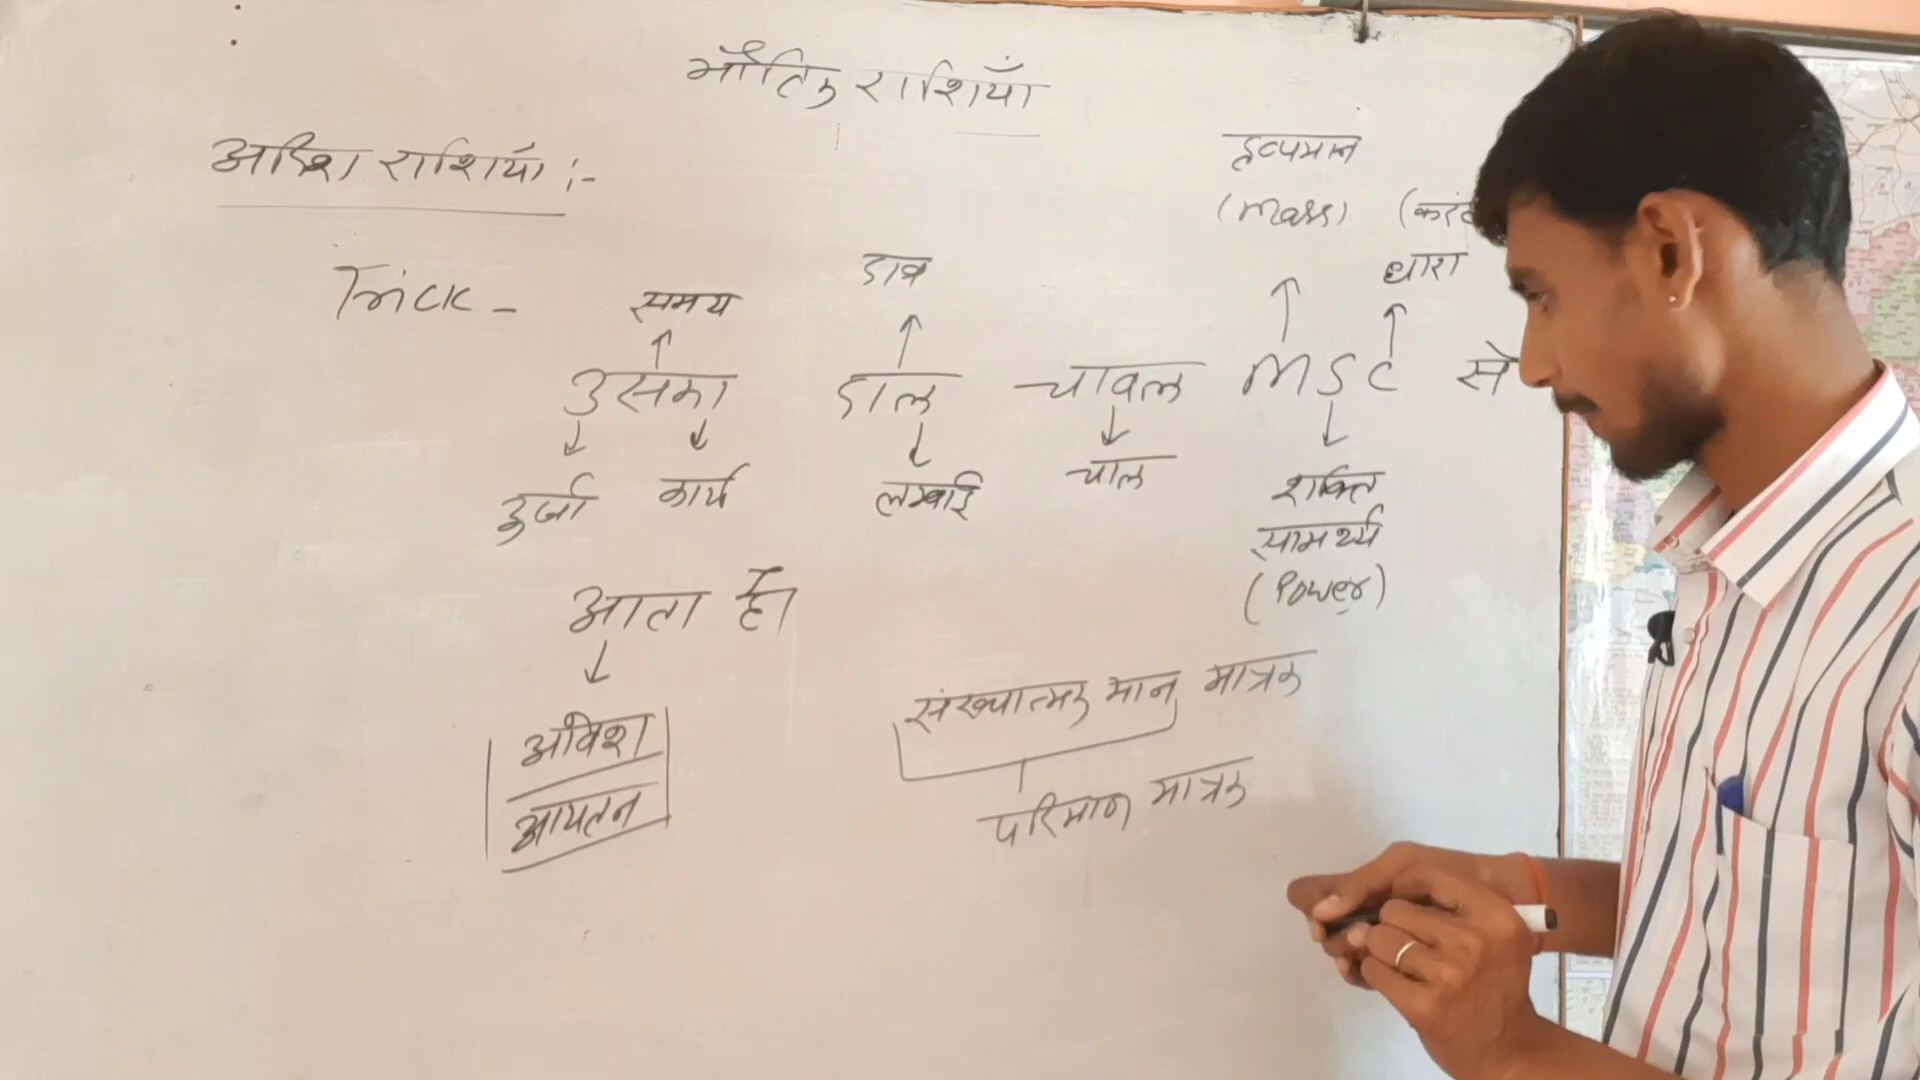 भौतिक राशियाँ
अदिश राशियाँ :-
द्रव्यमान
(mass) (करंट
Trick - समय दाब धारा
उसका दाल चावल MSC से
ऊर्जा कार्य लम्बाई चाल शक्ति
सामर्थ्य
(Power)
आता है।
आवेश
आयतन
संख्यात्मक मान मात्रक
परिमाण मात्रक